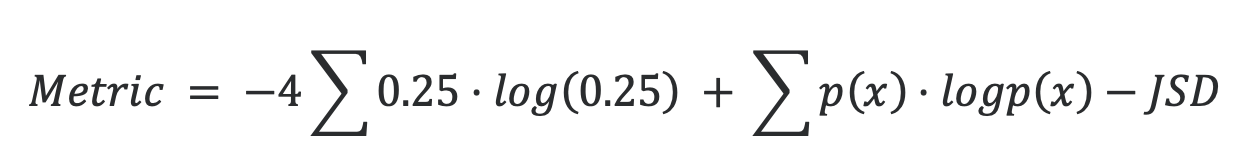 Metric = −4 ∑ 0.25 · log(0.25) + ∑ p(x) · logp(x) − JSD